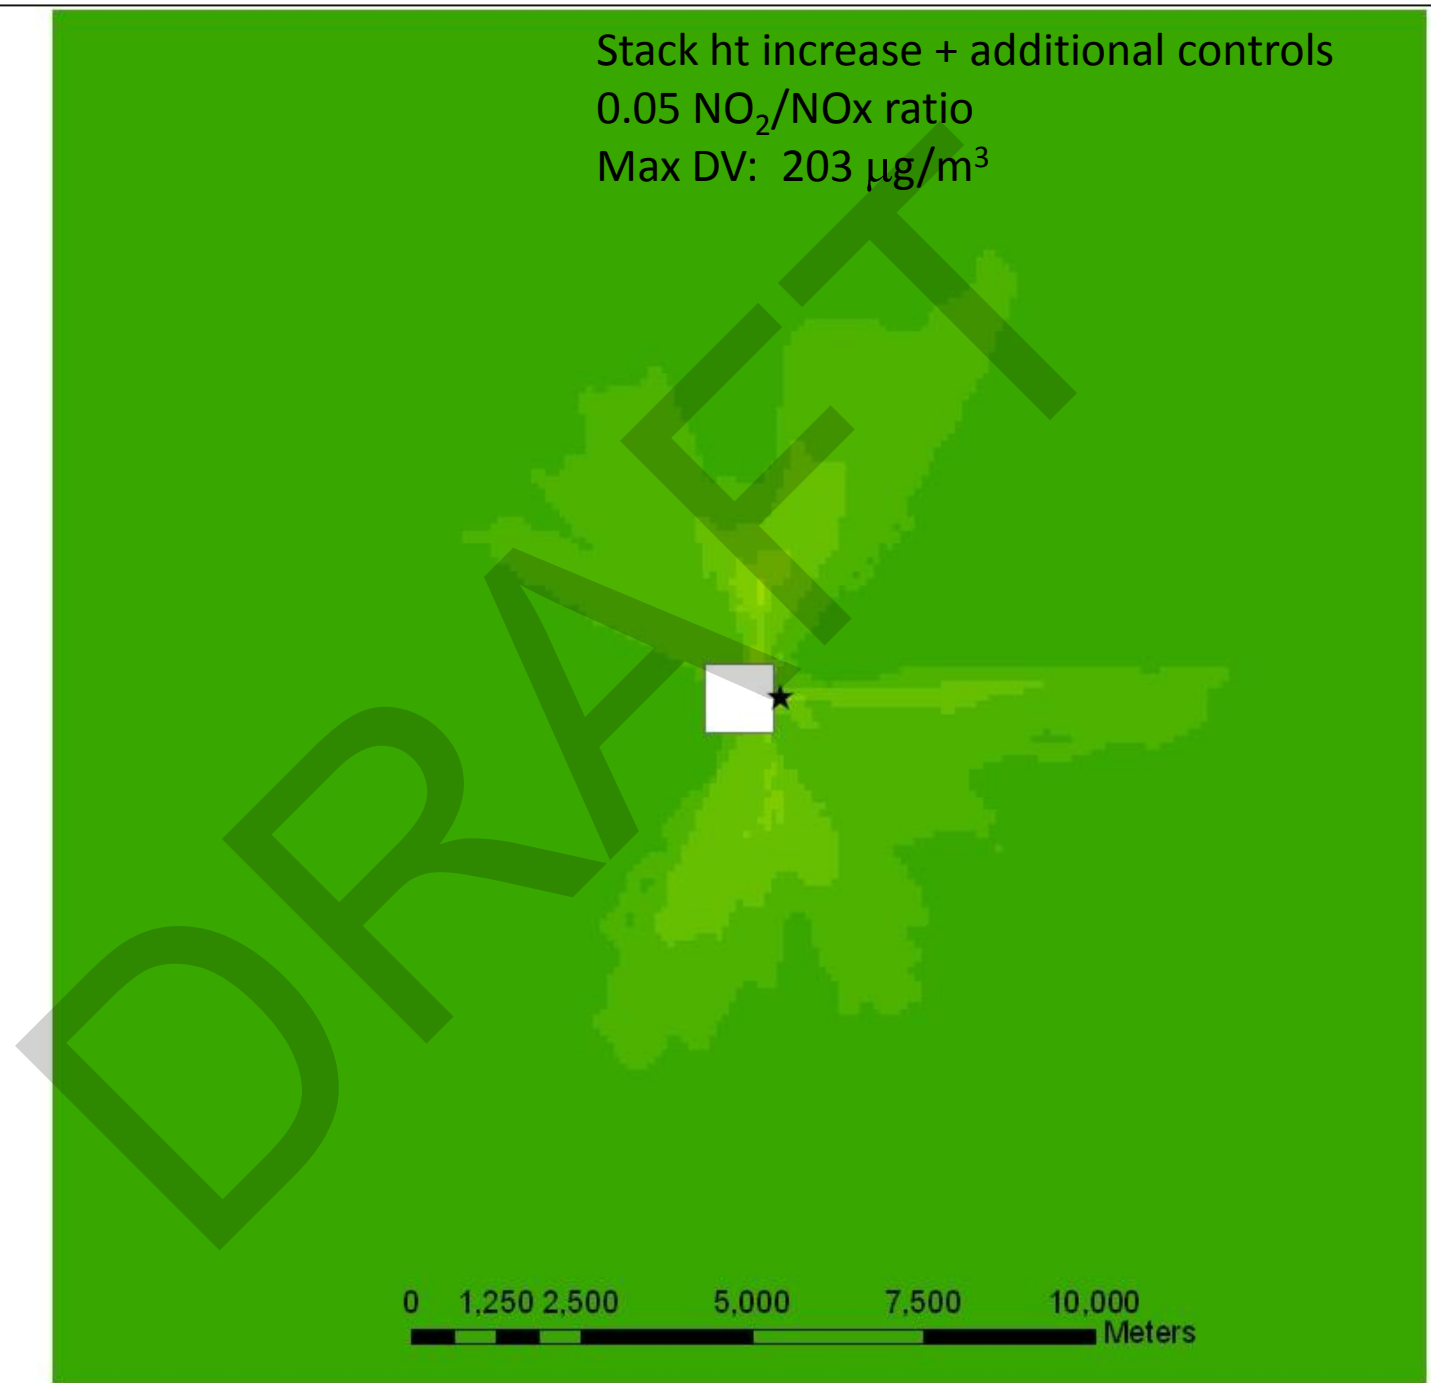 Stack ht increase + additional controls
0.05 NO₂/NOx ratio
Max DV: 203 μg/m³
DRAFT
0 1,250 2,500 5,000 7,500 10,000
Meters